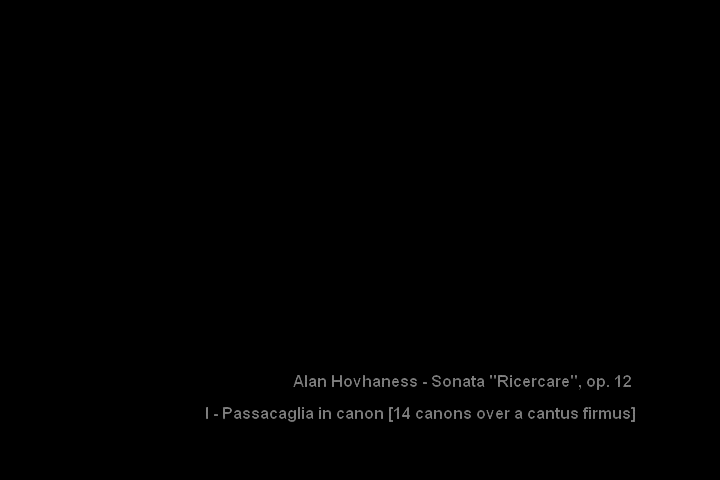 Alan Hovhaness - Sonata "Ricercare", op. 12
I - Passacaglia in canon [14 canons over a cantus firmus]